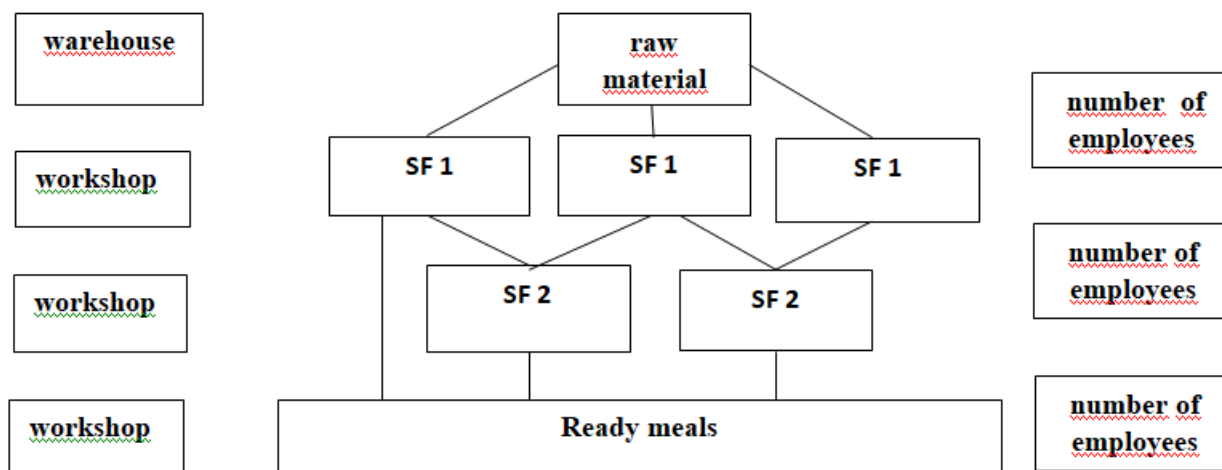 warehouse
raw
material
number of
employees
workshop
SF 1
SF 1
SF 1
number of
employees
workshop
SF 2
SF 2
number of
employees
workshop
Ready meals